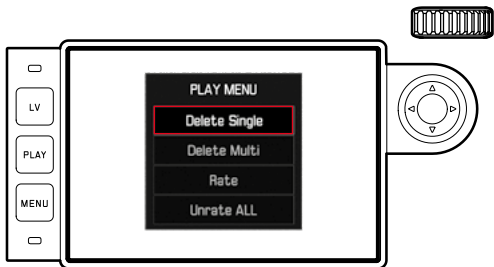 LV
PLAY
MENU
PLAY MENU
Delete Single
Delete Multi
Rate
Unrate ALL